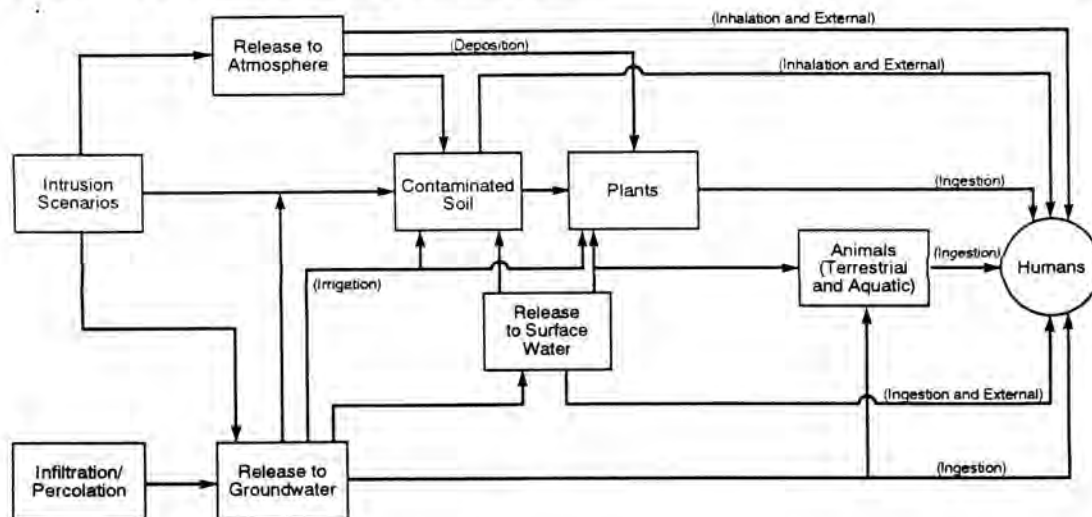 (Inhalation and External)
Release to
Atmosphere
(Deposition)
(Inhalation and External)
Intrusion
Scenarios
Contaminated
Soil
Plants
(Ingestion)
Animals
(Terrestrial
and Aquatic)
(Ingestion)
Humans
(Irrigation)
Release
to Surface
Water
(Ingestion and External)
Infiltration/
Percolation
Release to
Groundwater
(Ingestion)